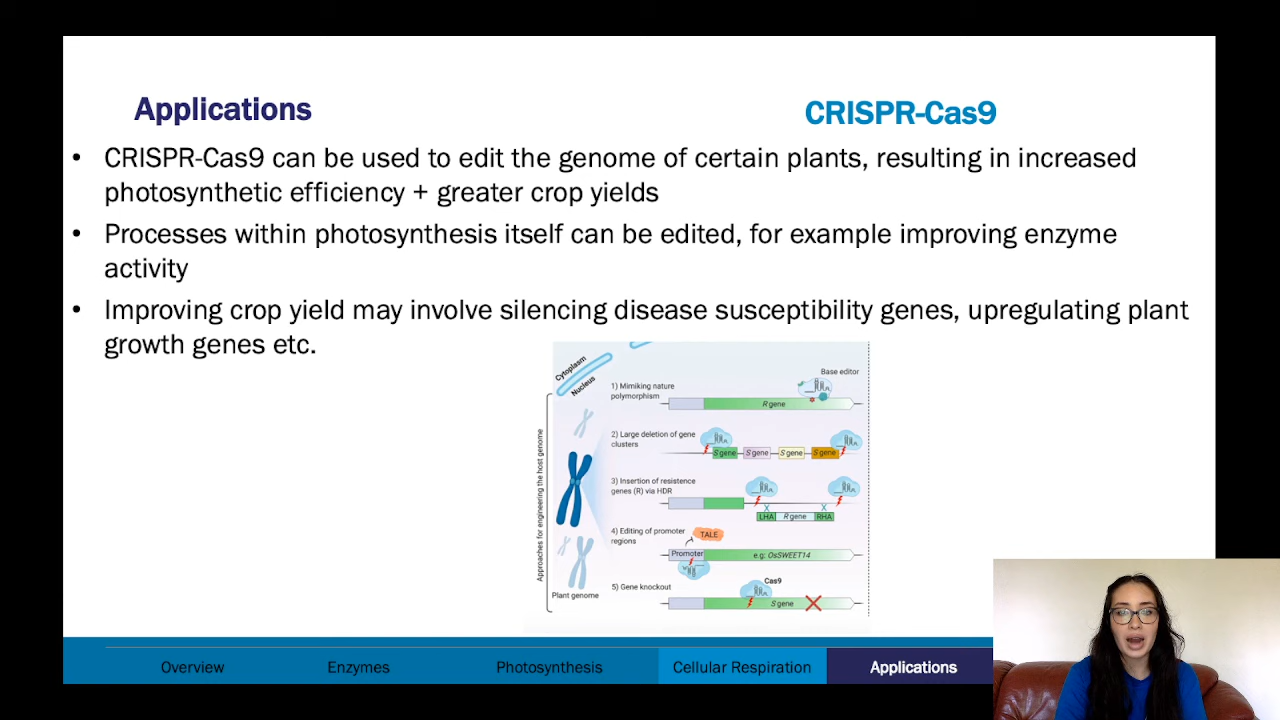 Applications
CRISPR-Cas9
• CRISPR-Cas9 can be used to edit the genome of certain plants, resulting in increased
photosynthetic efficiency + greater crop yields
• Processes within photosynthesis itself can be edited, for example improving enzyme
activity
• Improving crop yield may involve silencing disease susceptibility genes, upregulating plant
growth genes etc.
Cytoplasm
Nucleus
Approaches for engineering the host genome
Plant genome
Base editor
1) Mimiking nature
polymorphism
R gene
2) Large deletion of gene
clusters
S gene S gene S gene S gene
3) Insertion of resistence
genes (R) via HDR
LHA R gene RHA
4) Editing of promoter
regions
TALE
Promoter e.g: OsSWEET14
5) Gene knockout
Cas9
S gene
Overview Enzymes Photosynthesis Cellular Respiration Applications